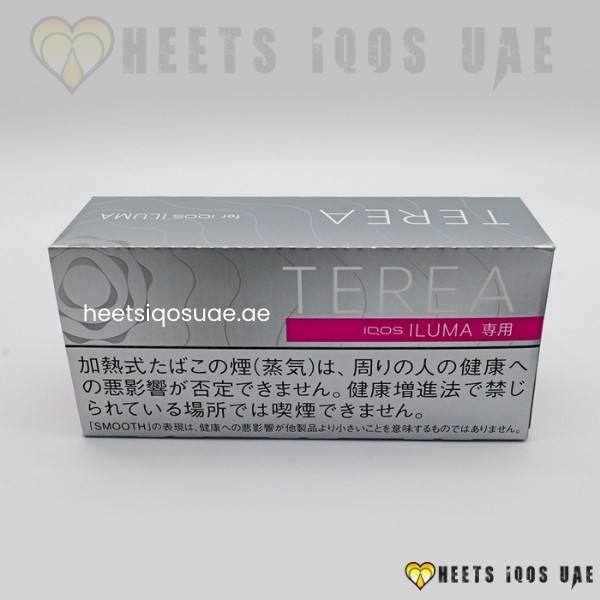 HEETS iQOS UAE
for IQOS ILUMA
TEREA
TEREA
heetsiqosuae.ae
IQOS ILUMA 専用
加熱式たばこの煙(蒸気)は、周りの人の健康へ
の悪影響が否定できません。健康増進法で禁じ
られている場所では喫煙できません。
「SMOOTH」の表現は、健康への悪影響が他製品より小さいことを意味するものではありません。
HEETS iQOS UAE